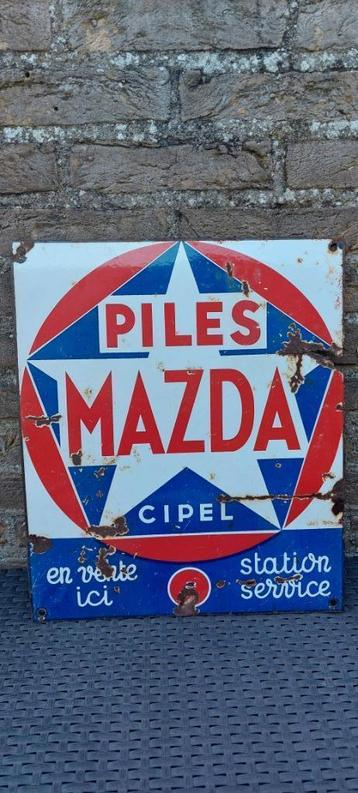 PILES
MAZDA
CIPEL
en vente station
ici service